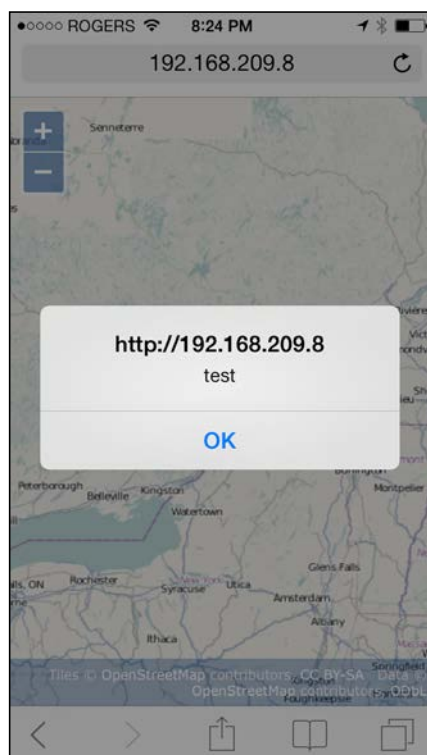 ROGERS 8:24 PM
192.168.209.8
+
Senneterre
−
http://192.168.209.8
test
OK
Montpelier
Peterborough
Belleville
Kingston
Watertown
Glens Falls
Rochester
Syracuse
Utica
Amsterdam
Albany
Ithaca
Springfield
Tiles © OpenStreetMap contributors, CC BY-SA
OpenStreetMap contributors, ODbL